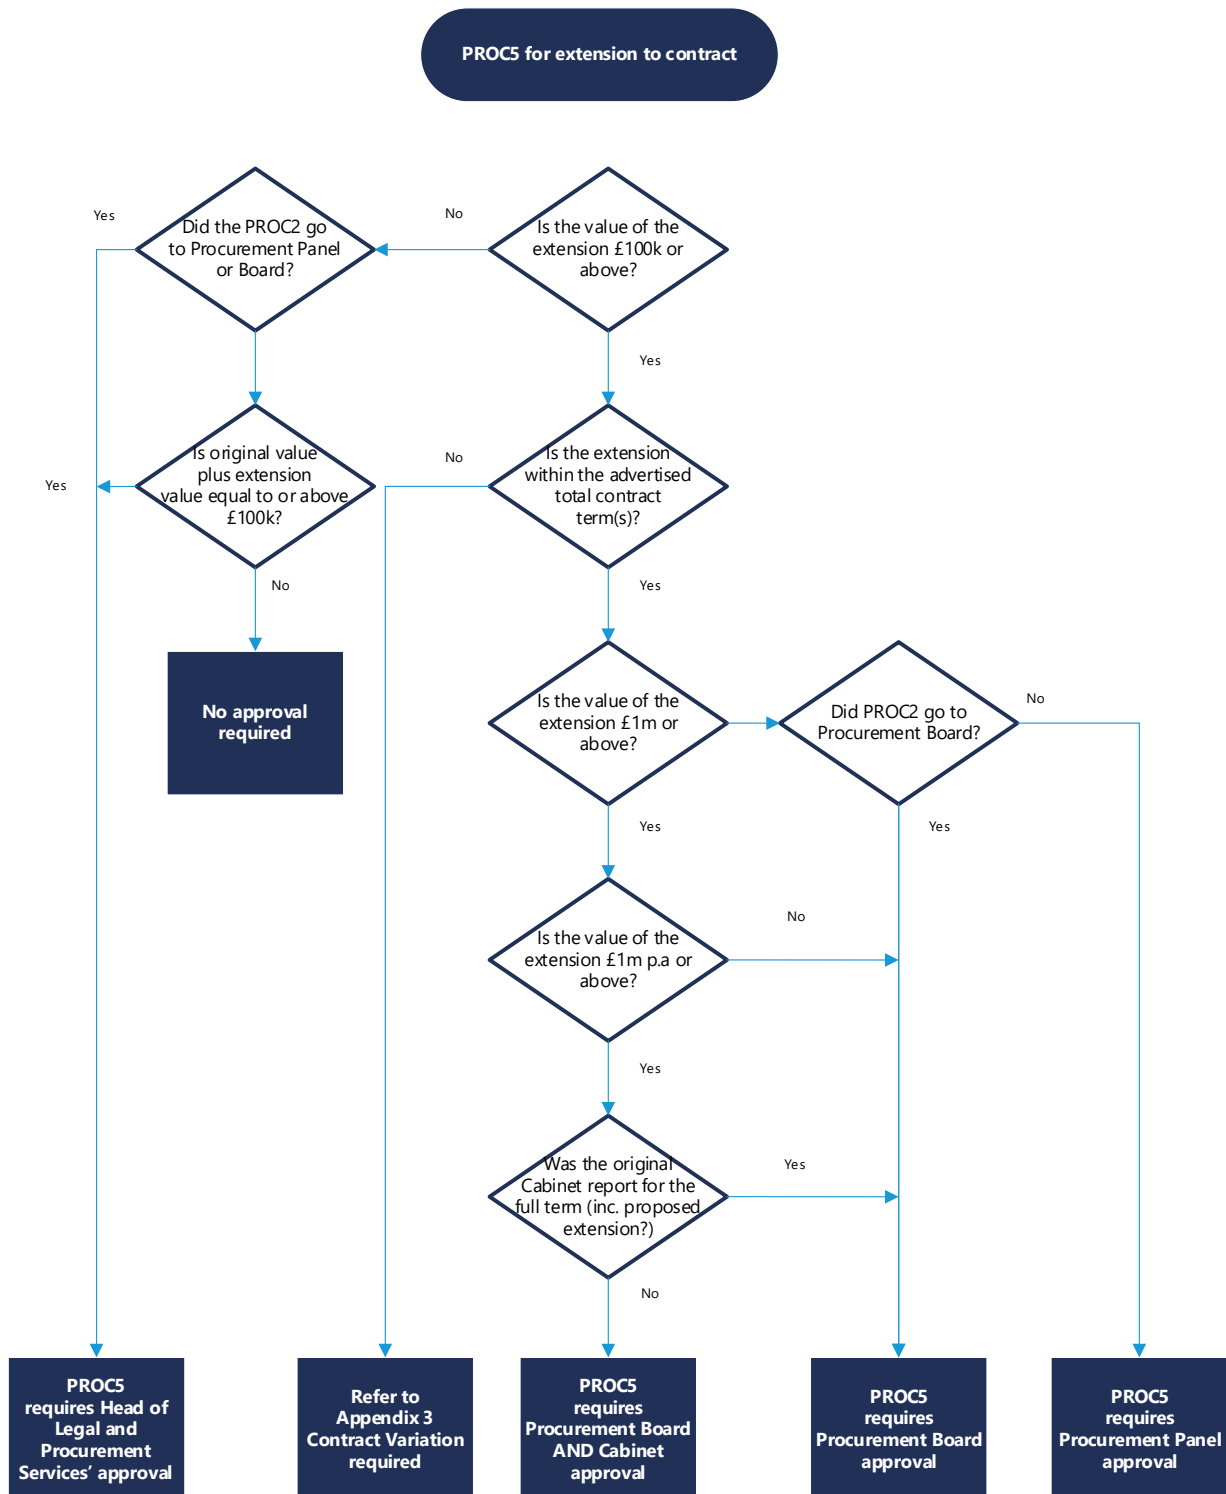 PROC5 for extension to contract
Yes
Did the PROC2 go
to Procurement Panel
or Board?
No
Is the value of the
extension £100k or
above?
Yes
Yes
Is original value
plus extension
value equal to or above
£100k?
No
Is the extension
within the advertised
total contract
term(s)?
No
Yes
No approval
required
Is the value of the
extension £1m or
above?
Did PROC2 go to
Procurement Board?
No
Yes
Yes
Is the value of the
extension £1m p.a or
above?
No
Yes
Was the original
Cabinet report for the
full term (inc. proposed
extension?)
Yes
No
PROC5
requires Head of
Legal and
Procurement
Services’ approval
Refer to
Appendix 3
Contract Variation
required
PROC5
requires
Procurement Board
AND Cabinet
approval
PROC5
requires
Procurement Board
approval
PROC5
requires
Procurement Panel
approval